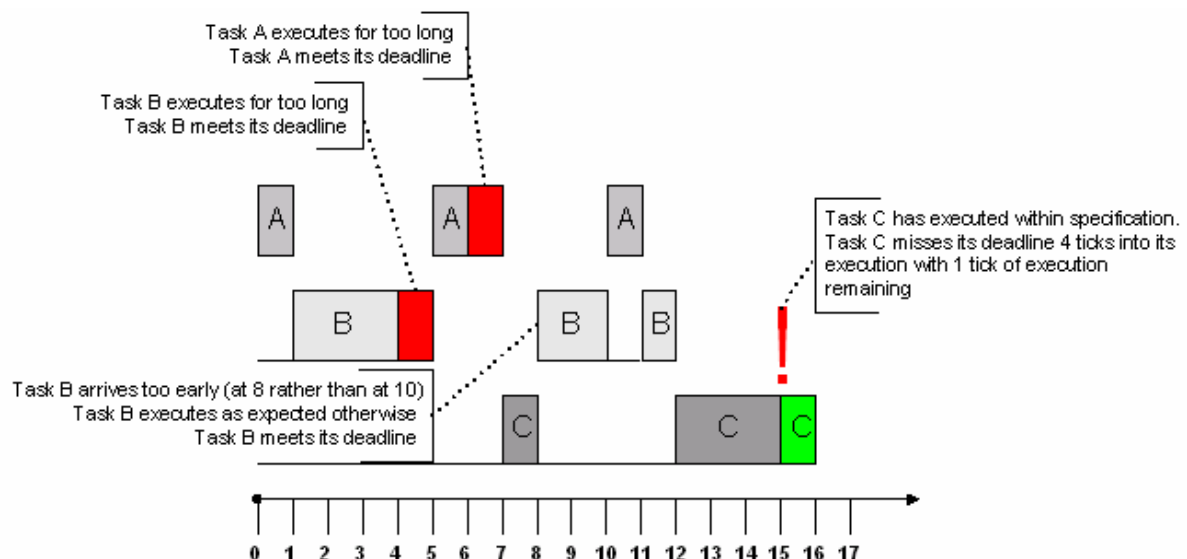 Task A executes for too long
Task A meets its deadline
Task B executes for too long
Task B meets its deadline
A
A
A
Task C has executed within specification.
Task C misses its deadline 4 ticks into its
execution with 1 tick of execution
remaining
B
B
B
!
Task B arrives too early (at 8 rather than at 10)
Task B executes as expected otherwise
Task B meets its deadline
C
C
C
0 1 2 3 4 5 6 7 8 9 10 11 12 13 14 15 16 17